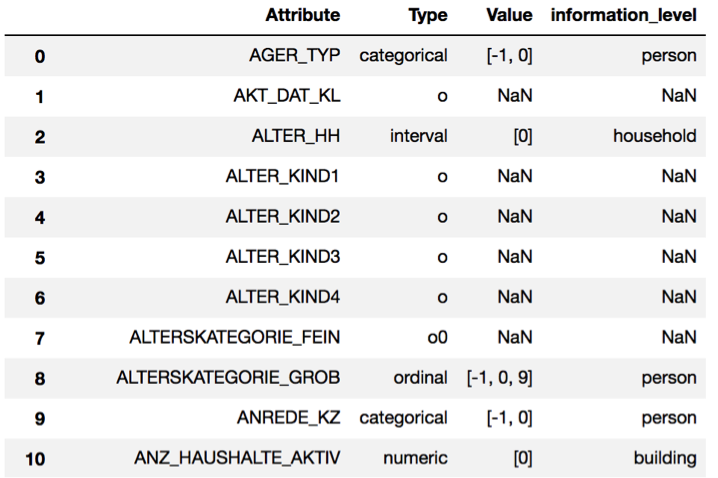 Attribute Type Value information_level
0 AGER_TYP categorical [-1, 0] person
1 AKT_DAT_KL o NaN NaN
2 ALTER_HH interval [0] household
3 ALTER_KIND1 o NaN NaN
4 ALTER_KIND2 o NaN NaN
5 ALTER_KIND3 o NaN NaN
6 ALTER_KIND4 o NaN NaN
7 ALTERSKATEGORIE_FEIN o0 NaN NaN
8 ALTERSKATEGORIE_GROB ordinal [-1, 0, 9] person
9 ANREDE_KZ categorical [-1, 0] person
10 ANZ_HAUSHALTE_AKTIV numeric [0] building